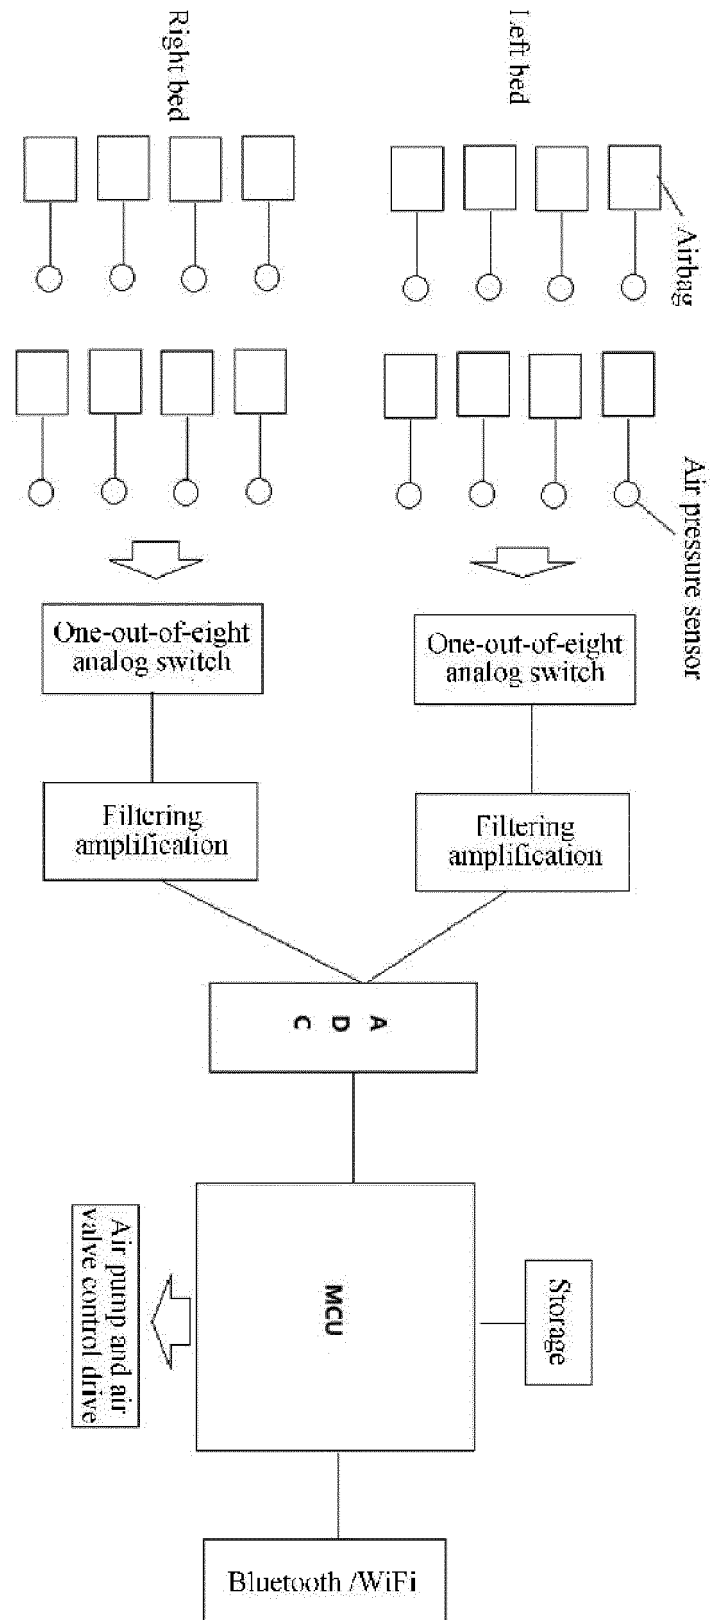 Right bed
Left bed
Airbag
Air pressure sensor
One-out-of-eight
analog switch
One-out-of-eight
analog switch
Filtering
amplification
Filtering
amplification
A
D
C
MCU
Storage
Air pump and air
valve control drive
Bluetooth /WiFi